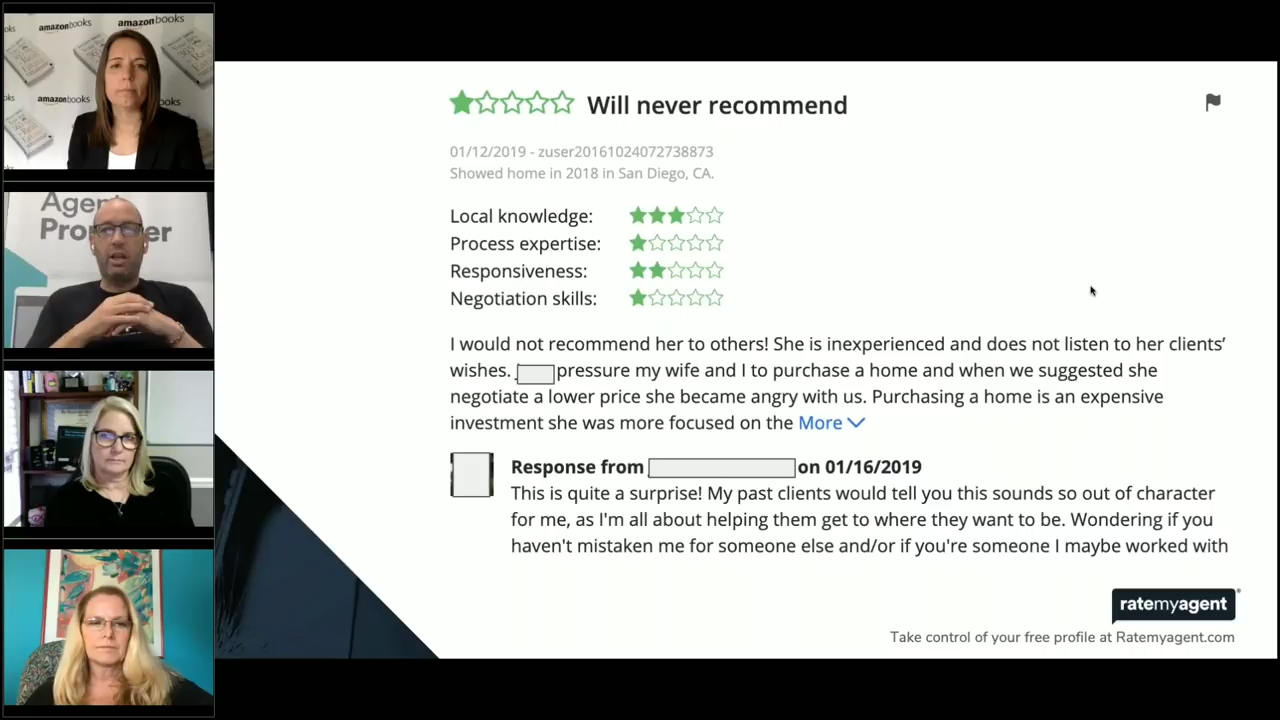 amazonbooks
amazonbooks
amazonbooks
Agent
Pro
er
Will never recommend
01/12/2019 - zuser20161024072738873
Showed home in 2018 in San Diego, CA.
Local knowledge:
Process expertise:
Responsiveness:
Negotiation skills:
I would not recommend her to others! She is inexperienced and does not listen to her clients’
wishes. pressure my wife and I to purchase a home and when we suggested she
negotiate a lower price she became angry with us. Purchasing a home is an expensive
investment she was more focused on the More
Response from on 01/16/2019
This is quite a surprise! My past clients would tell you this sounds so out of character
for me, as I'm all about helping them get to where they want to be. Wondering if you
haven't mistaken me for someone else and/or if you're someone I maybe worked with
ratemyagent
Take control of your free profile at Ratemyagent.com